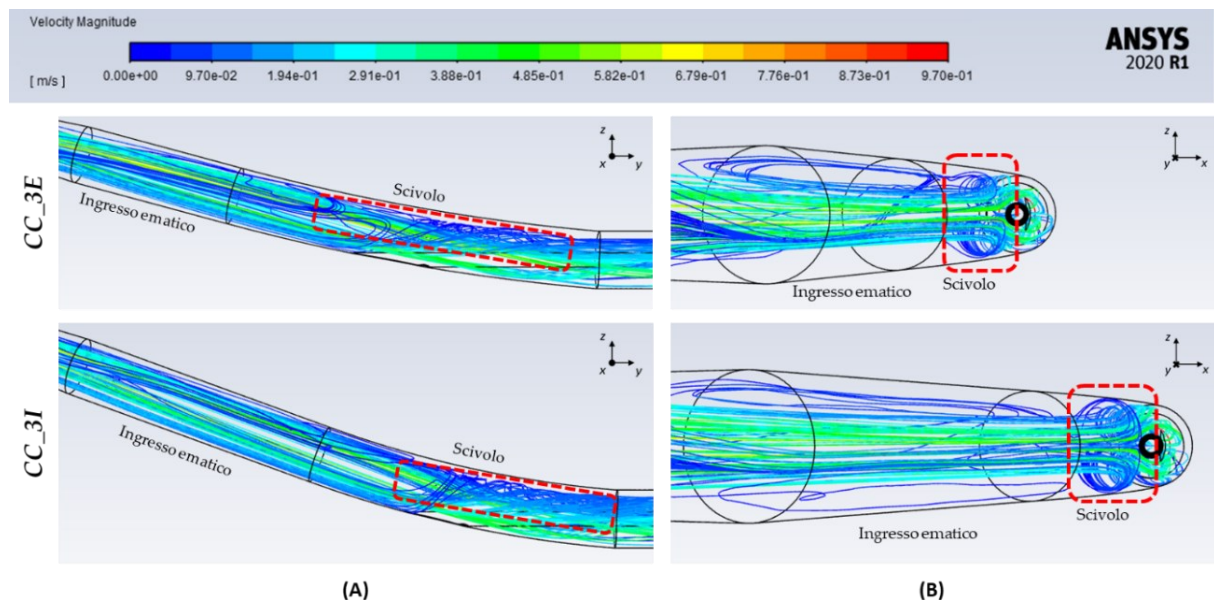 Velocity Magnitude
[ m/s ]
0.00e+00 9.70e-02 1.94e-01 2.91e-01 3.88e-01 4.85e-01 5.82e-01 6.79e-01 7.76e-01 8.73e-01 9.70e-01
ANSYS
2020 R1
CC_3E
Ingresso ematico
Scivolo
z
x y
Ingresso ematico
Scivolo
z
y x
CC_3I
Ingresso ematico
Scivolo
z
x y
Ingresso ematico
Scivolo
z
y x
(A)
(B)